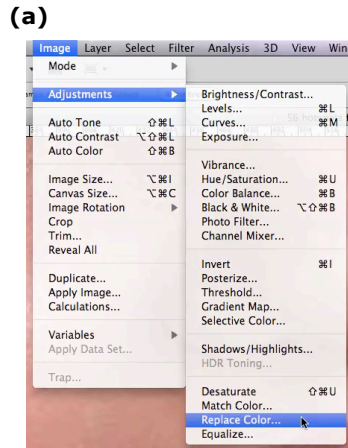 (a)
Image Layer Select Filter Analysis 3D View Win
Mode
Adjustments
Auto Tone ⇧⌘L
Auto Contrast ⌥⇧⌘L
Auto Color ⇧⌘B
Image Size... ⌥⌘I
Canvas Size... ⌥⌘C
Image Rotation
Crop
Trim...
Reveal All
Duplicate...
Apply Image...
Calculations...
Variables
Apply Data Set...
Trap...
Brightness/Contrast...
Levels... ⌘L
Curves... ⌘M
Exposure...
Vibrance...
Hue/Saturation... ⌘U
Color Balance... ⌘B
Black & White... ⌥⇧⌘B
Photo Filter...
Channel Mixer...
Invert ⌘I
Posterize...
Threshold...
Gradient Map...
Selective Color...
Shadows/Highlights...
HDR Toning...
Desaturate ⇧⌘U
Match Color...
Replace Color...
Equalize...